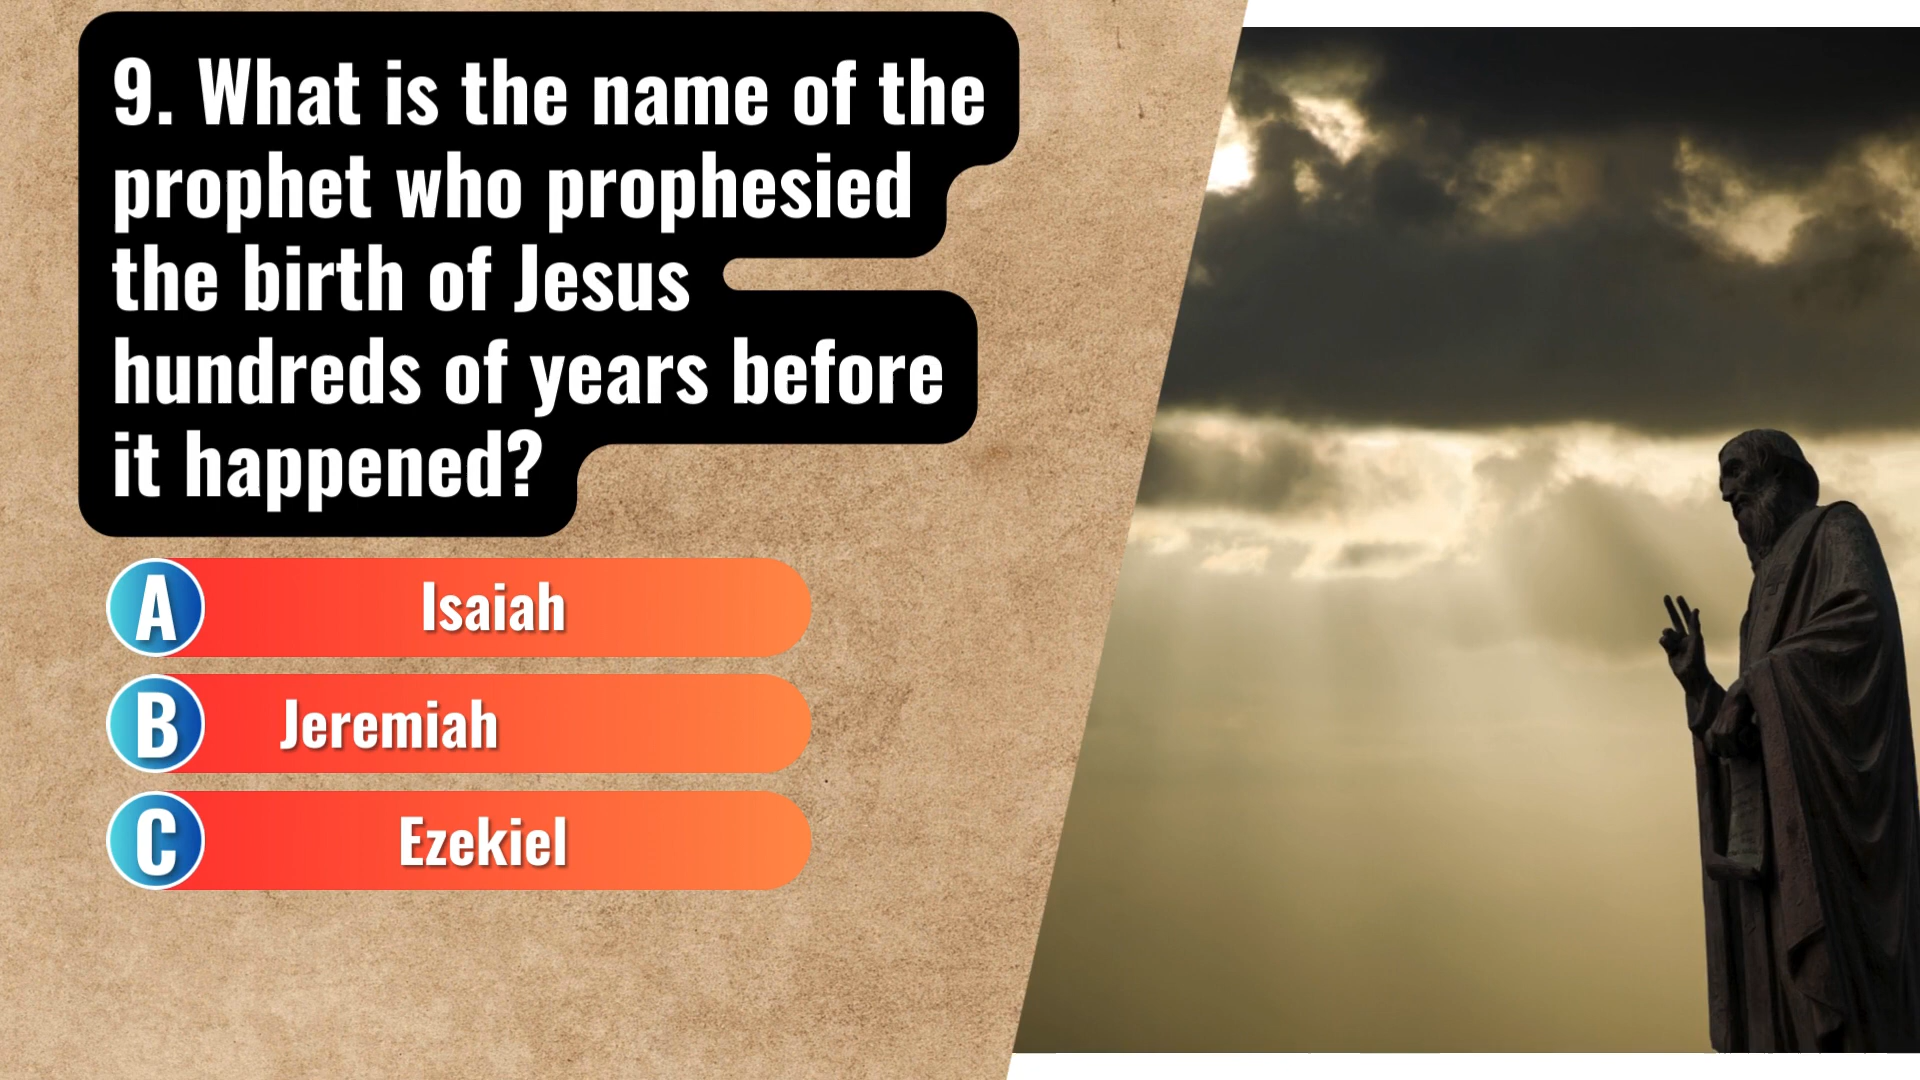 9. What is the name of the
prophet who prophesied
the birth of Jesus
hundreds of years before
it happened?
A Isaiah
B Jeremiah
C Ezekiel